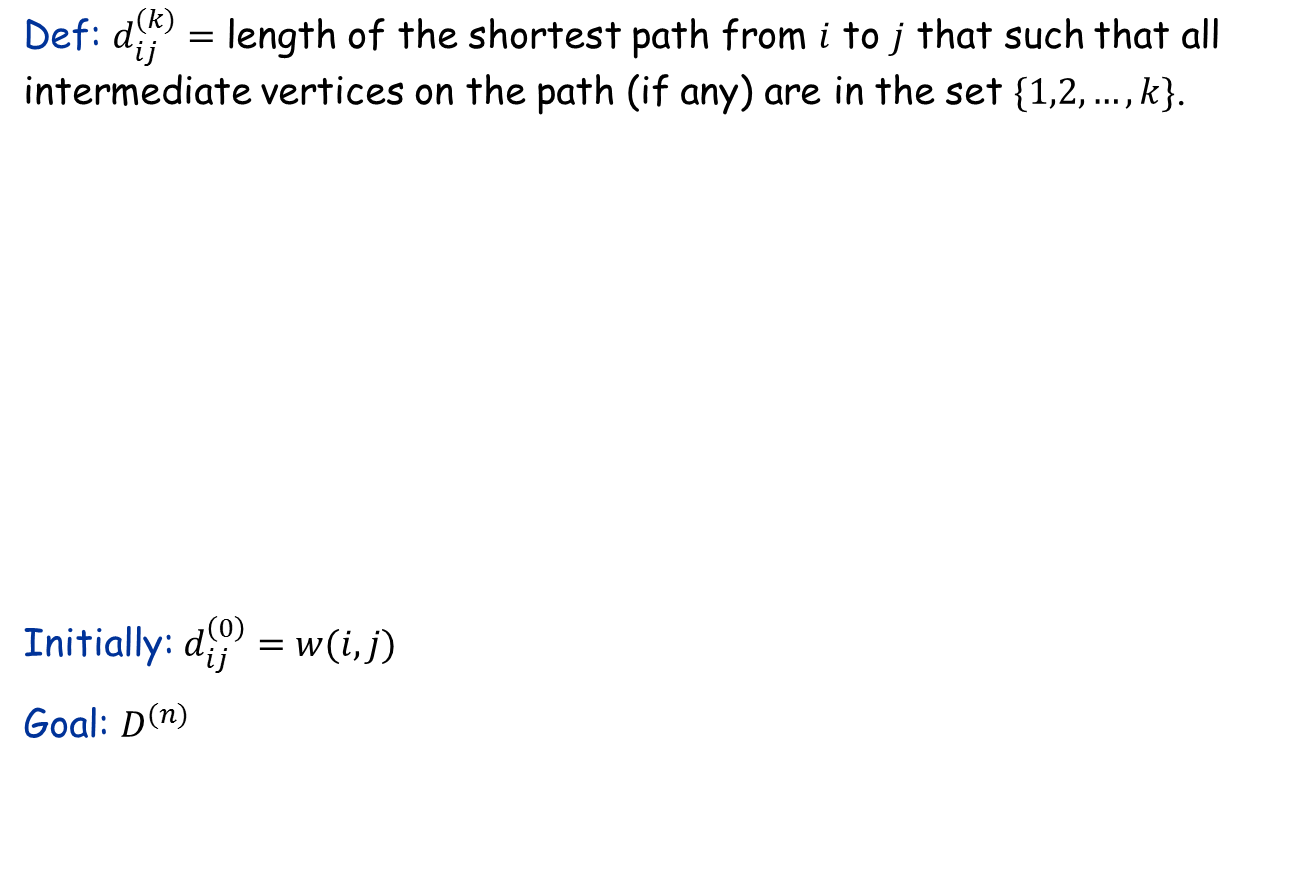 Def: d_{ij}^{(k)} = length of the shortest path from i to j that such that all
intermediate vertices on the path (if any) are in the set {1,2, …, k}.
Initially: d_{ij}^{(0)} = w(i, j)
Goal: D^{(n)}